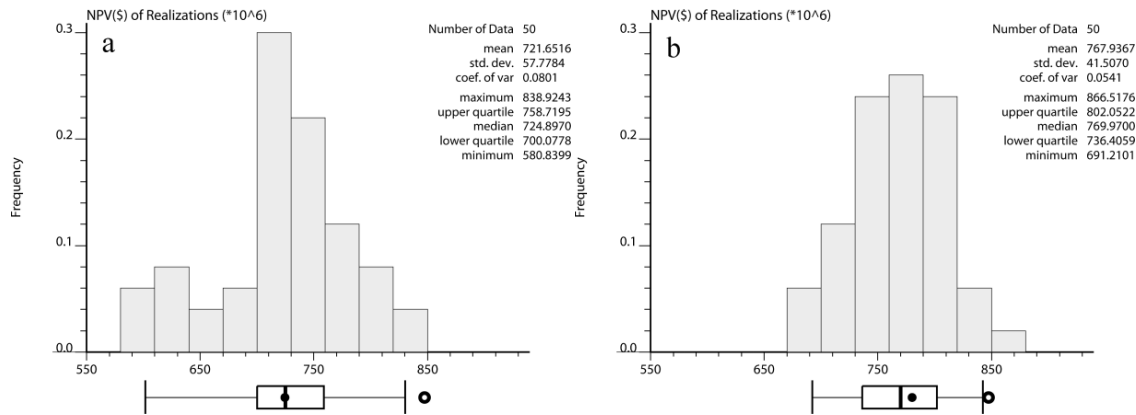 NPV($) of Realizations (*10^6)
a
Number of Data 50
mean 721.6516
std. dev. 57.7784
coef. of var 0.0801
maximum 838.9243
upper quartile 758.7195
median 724.8970
lower quartile 700.0778
minimum 580.8399
Frequency
0.3
0.2
0.1
0.0
550 650 750 850
NPV($) of Realizations (*10^6)
b
Number of Data 50
mean 767.9367
std. dev. 41.5070
coef. of var 0.0541
maximum 866.5176
upper quartile 802.0522
median 769.9700
lower quartile 736.4059
minimum 691.2101
Frequency
0.3
0.2
0.1
0.0
550 650 750 850